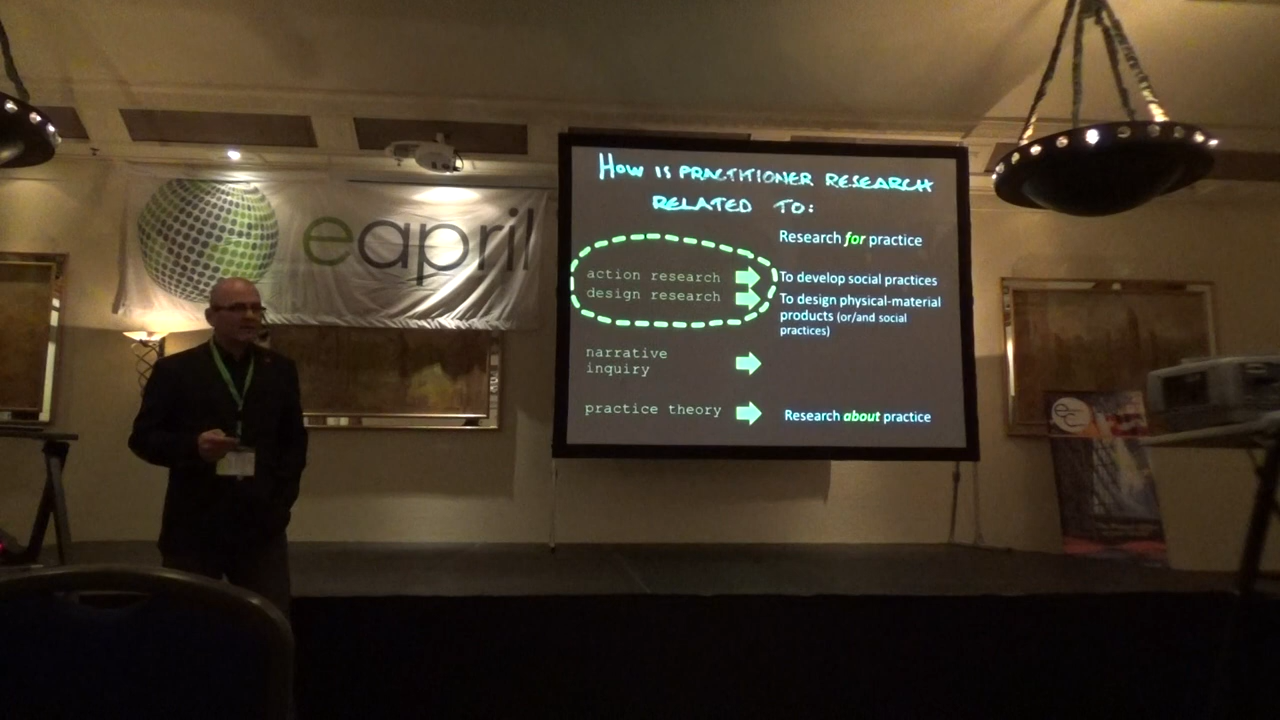 eapril
HOW IS PRACTITIONER RESEARCH
RELATED TO:
Research for practice
action research
To develop social practices
design research
To design physical-material
products (or/and social
practices)
narrative
inquiry
practice theory
Research about practice
ec